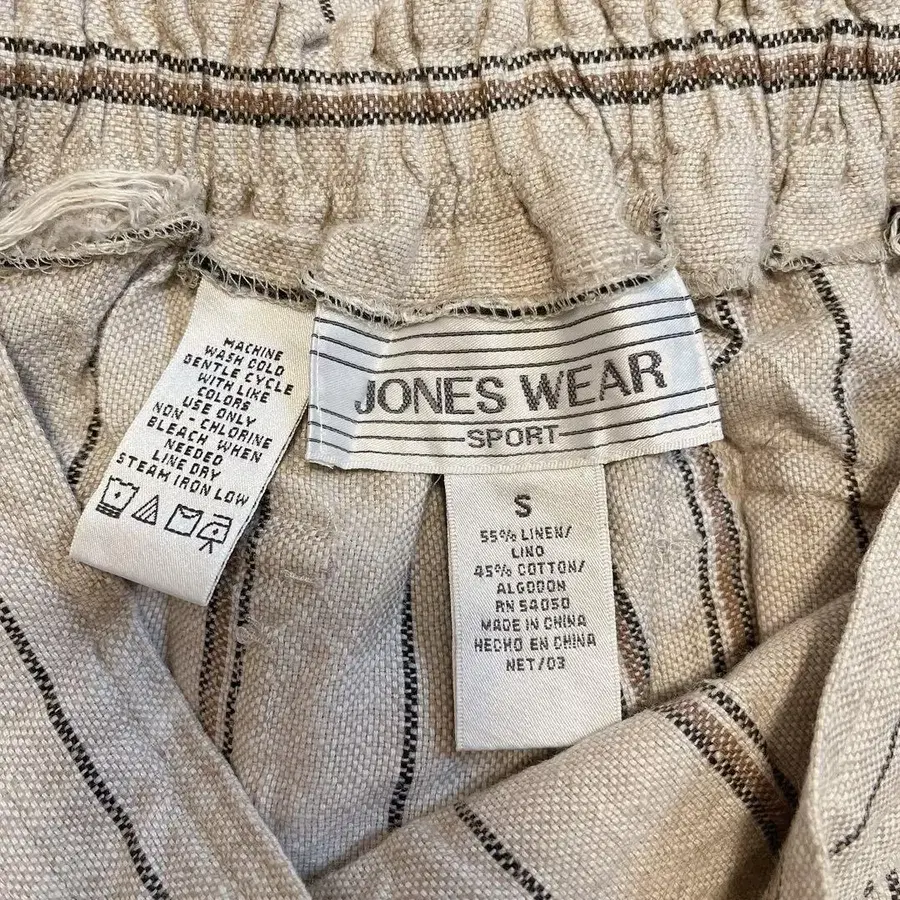 MACHINE
WASH COLD
GENTLE CYCLE
WITH LIKE
COLORS
USE ONLY
NON - CHLORINE
BLEACH WHEN
NEEDED
LINE DRY
STEAM IRON LOW
JONES WEAR
SPORT
S
55% LINEN/
LINO
45% COTTON/
ALGODON
RN 54050
MADE IN CHINA
HECHO EN CHINA
NET/03